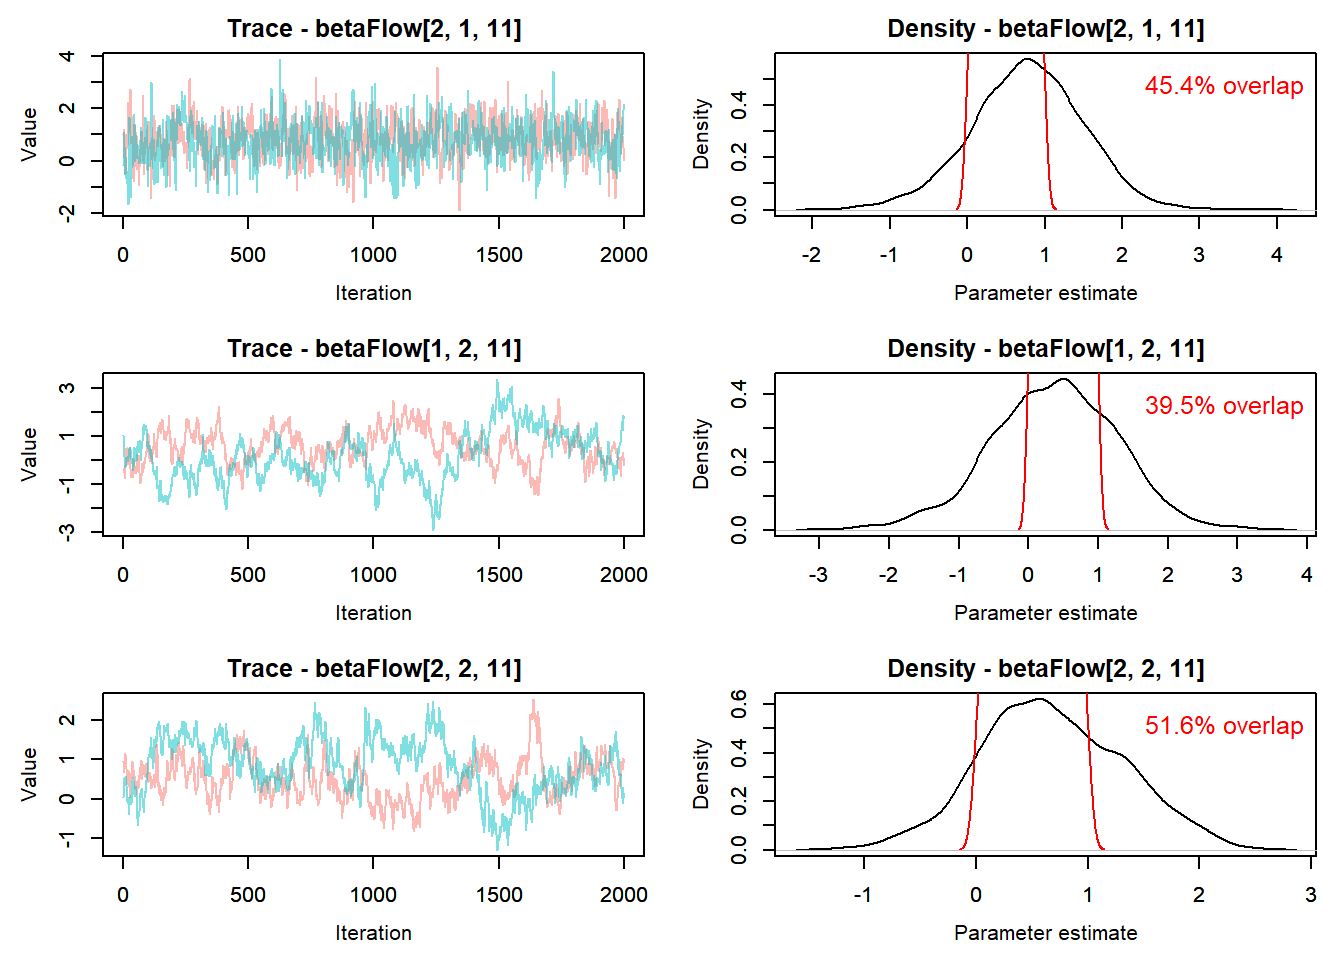 Trace - betaFlow[2, 1, 11]
Value
4
2
0
-2
0 500 1000 1500 2000
Iteration
Density - betaFlow[2, 1, 11]
Density
0.4
0.2
0.0
45.4% overlap
-2 -1 0 1 2 3 4
Parameter estimate
Trace - betaFlow[1, 2, 11]
Value
3
1
-1
-3
0 500 1000 1500 2000
Iteration
Density - betaFlow[1, 2, 11]
Density
0.4
0.2
0.0
39.5% overlap
-3 -2 -1 0 1 2 3 4
Parameter estimate
Trace - betaFlow[2, 2, 11]
Value
2
1
0
-1
0 500 1000 1500 2000
Iteration
Density - betaFlow[2, 2, 11]
Density
0.6
0.4
0.2
0.0
51.6% overlap
-1 0 1 2 3
Parameter estimate